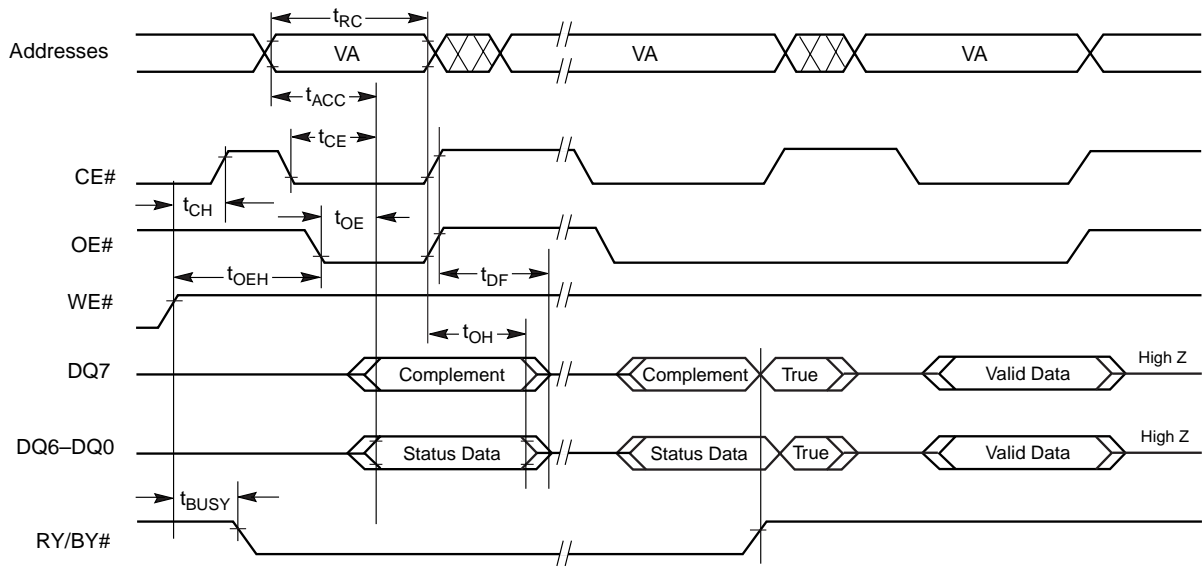 tRC
Addresses VA VA VA
tACC
tCE
CE#
tCH tOE
OE#
tOEH tDF
WE#
tOH
DQ7 Complement Complement True Valid Data High Z
DQ6–DQ0 Status Data Status Data True Valid Data High Z
tBUSY
RY/BY#